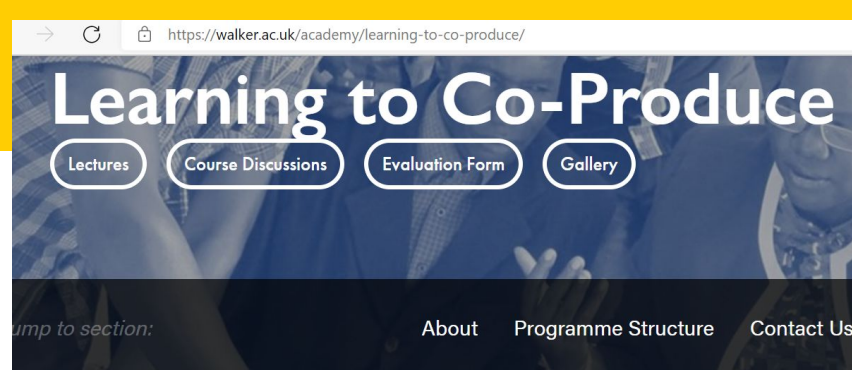 https://walker.ac.uk/academy/learning-to-co-produce/
Learning to Co-Produce
Lectures Course Discussions Evaluation Form Gallery
ump to section: About Programme Structure Contact Us